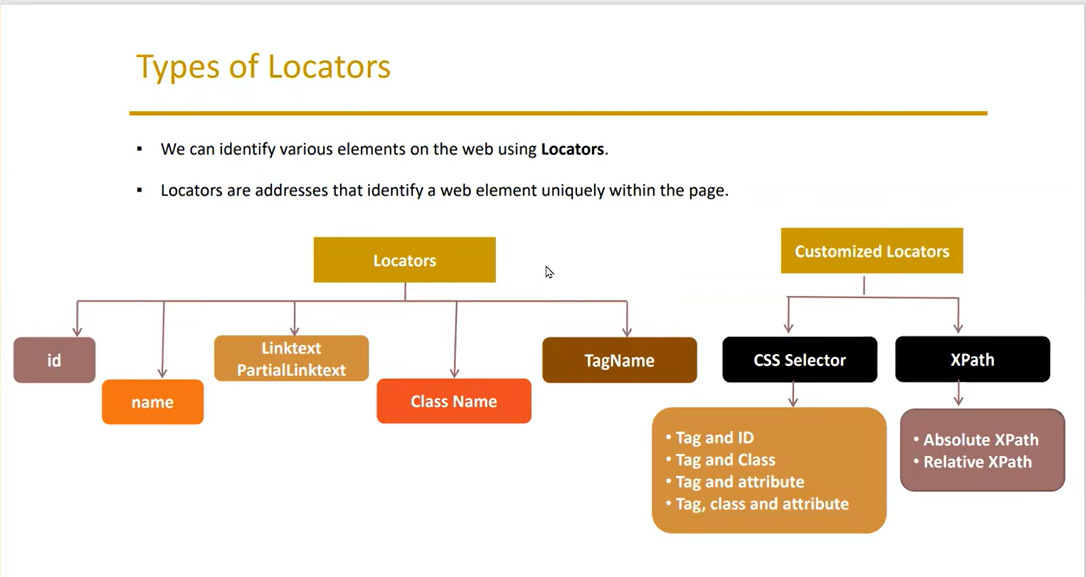 Types of Locators
▪ We can identify various elements on the web using Locators.
▪ Locators are addresses that identify a web element uniquely within the page.
Locators
id
name
Linktext
PartialLinktext
Class Name
TagName
Customized Locators
CSS Selector
• Tag and ID
• Tag and Class
• Tag and attribute
• Tag, class and attribute
XPath
• Absolute XPath
• Relative XPath